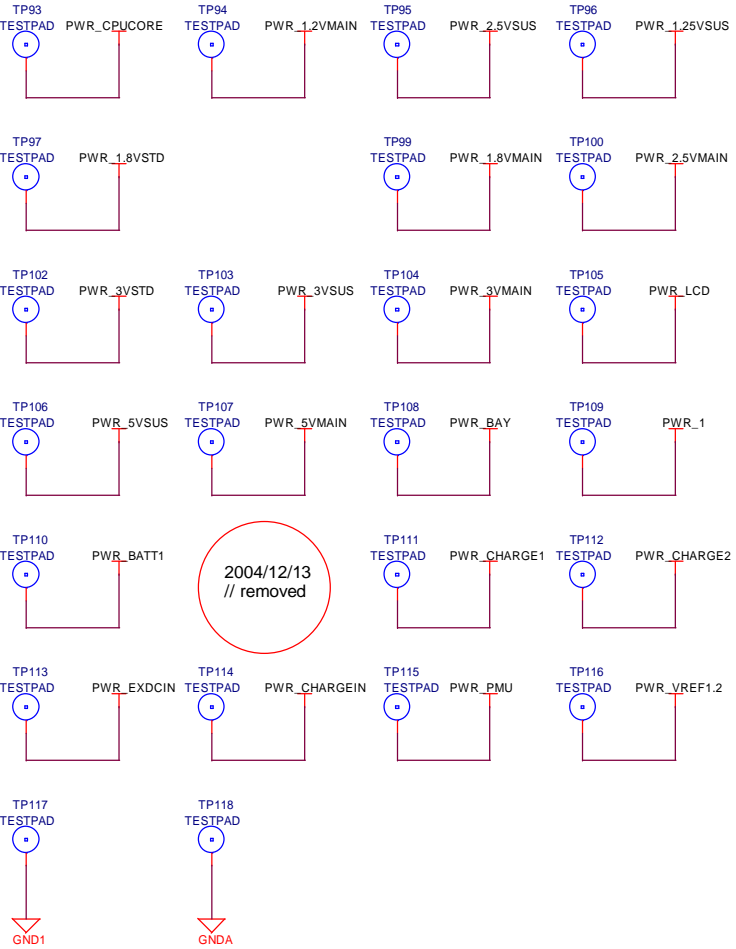 TP93
TESTPAD
PWR_CPUCORE
TP94
TESTPAD
PWR_1.2VMAIN
TP95
TESTPAD
PWR_2.5VSUS
TP96
TESTPAD
PWR_1.25VSUS
TP97
TESTPAD
PWR_1.8VSTD
TP99
TESTPAD
PWR_1.8VMAIN
TP100
TESTPAD
PWR_2.5VMAIN
TP102
TESTPAD
PWR_3VSTD
TP103
TESTPAD
PWR_3VSUS
TP104
TESTPAD
PWR_3VMAIN
TP105
TESTPAD
PWR_LCD
TP106
TESTPAD
PWR_5VSUS
TP107
TESTPAD
PWR_5VMAIN
TP108
TESTPAD
PWR_BAY
TP109
TESTPAD
PWR_1
TP110
TESTPAD
PWR_BATT1
2004/12/13
// removed
TP111
TESTPAD
PWR_CHARGE1
TP112
TESTPAD
PWR_CHARGE2
TP113
TESTPAD
PWR_EXDCIN
TP114
TESTPAD
PWR_CHARGEIN
TP115
TESTPAD
PWR_PMU
TP116
TESTPAD
PWR_VREF1.2
TP117
TESTPAD
GND1
TP118
TESTPAD
GNDA